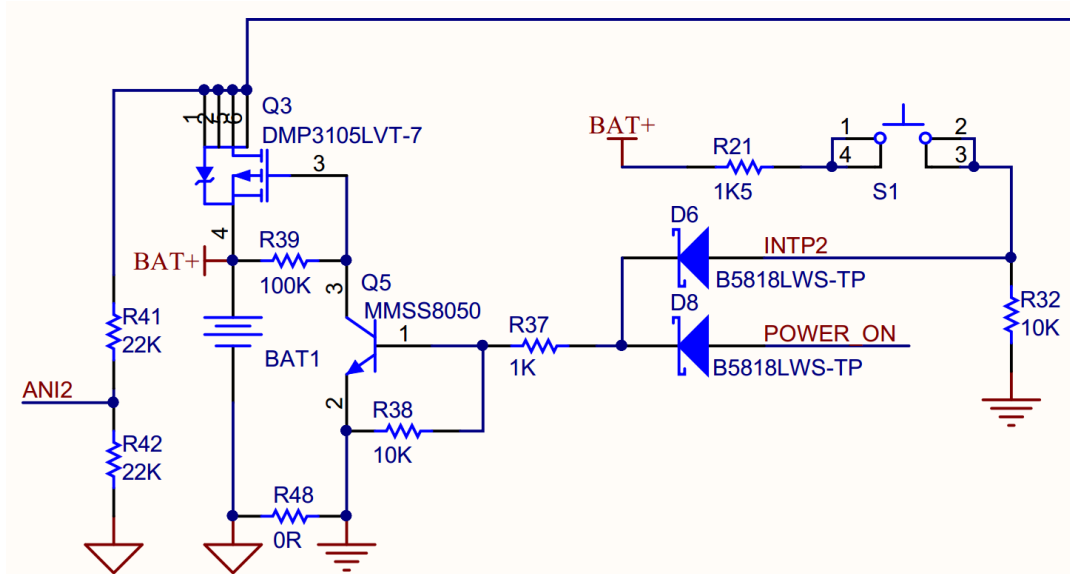 Q3
DMP3105LVT-7
1
2
5
6
3
4
BAT+
R39
100K
Q5
MMSS8050
3
1
2
R41
22K
ANI2
R42
22K
BAT1
R38
10K
R48
0R
R37
1K
BAT+
R21
1K5
1
4
2
3
S1
D6
INTP2
B5818LWS-TP
D8
POWER_ON
B5818LWS-TP
R32
10K